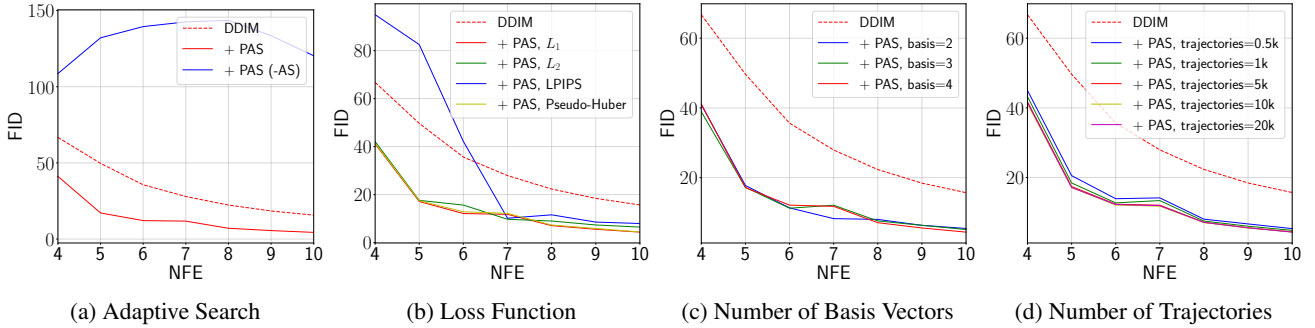 150
100
50
0
FID
4
5
6
7
8
9
10
NFE
DDIM
+ PAS
+ PAS (-AS)
(a) Adaptive Search
80
60
40
20
0
FID
4
5
6
7
8
9
10
NFE
DDIM
+ PAS, L₁
+ PAS, L₂
+ PAS, LPIPS
+ PAS, Pseudo-Huber
(b) Loss Function
60
40
20
FID
4
5
6
7
8
9
10
NFE
DDIM
+ PAS, basis=2
+ PAS, basis=3
+ PAS, basis=4
(c) Number of Basis Vectors
60
40
20
FID
4
5
6
7
8
9
10
NFE
DDIM
+ PAS, trajectories=0.5k
+ PAS, trajectories=1k
+ PAS, trajectories=5k
+ PAS, trajectories=10k
+ PAS, trajectories=20k
(d) Number of Trajectories